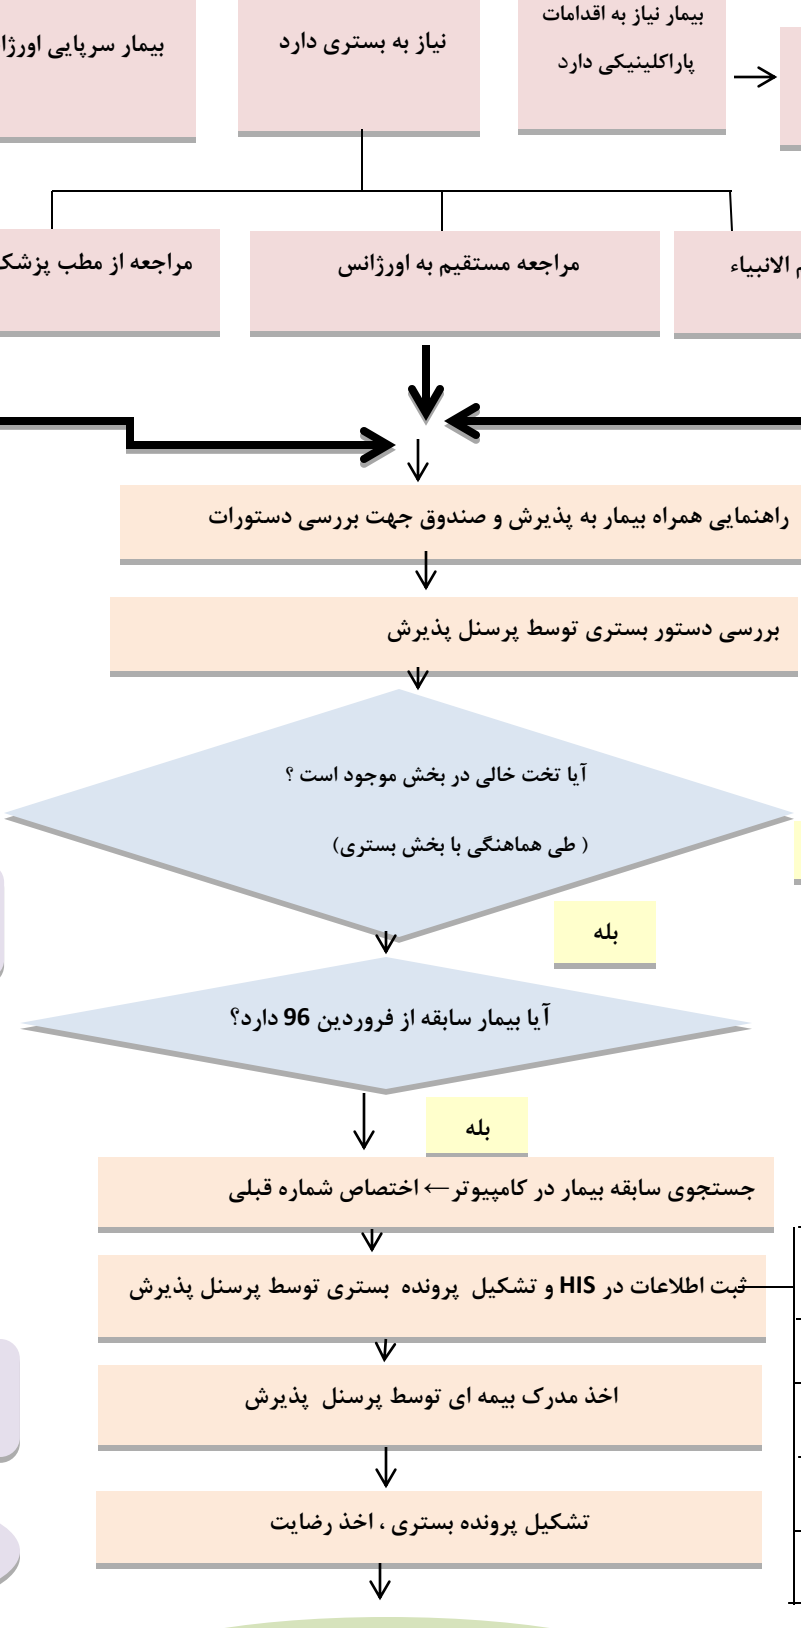 بیمار نیاز به اقدامات
پاراکلینیکی دارد
نیاز به بستری دارد
بیمار سرپایی
الانبیاء
مراجعه مستقیم به اورژانس
مراجعه از مطب
راهنمایی همراه بیمار به پذیرش و صندوق جهت بررسی دستورات
بررسی دستور بستری توسط پرسنل پذیرش
آیا تخت خالی در بخش موجود است ؟
( طی هماهنگی با بخش بستری)
بله
آیا بیمار سابقه از فروردین 96 دارد؟
بله
جستجوی سابقه بیمار در کامپیوتر← اختصاص شماره قبلی
ثبت اطلاعات در HIS و تشکیل پرونده بستری توسط پرسنل پذیرش
اخذ مدرک بیمه ای توسط پرسنل پذیرش
تشکیل پرونده بستری ، اخذ رضایت